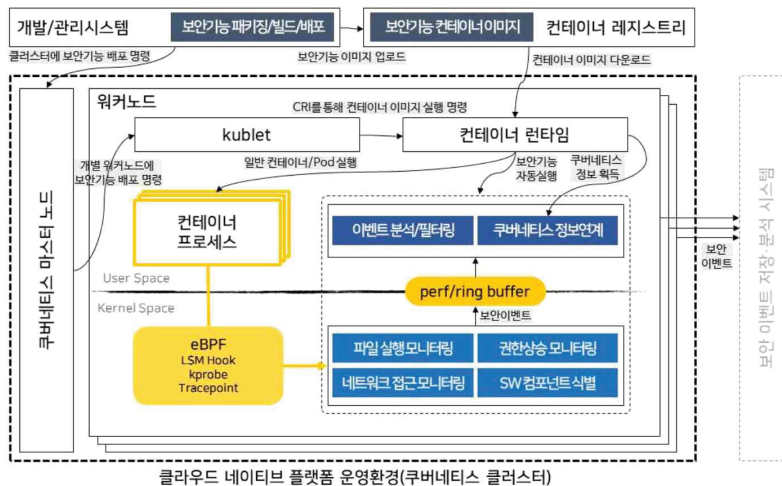 개발/관리시스템
보안기능 패키징/빌드/배포
보안기능 컨테이너 이미지
컨테이너 레지스트리
클러스터에 보안기능 배포 명령
보안기능 이미지 업로드
컨테이너 이미지 다운로드
워커노드
CRI를 통해 컨테이너 이미지 실행 명령
kublet
컨테이너 런타임
개별 워커노드에
보안기능 배포 명령
일반 컨테이너/Pod 실행
보안기능
자동실행
쿠버네티스
정보 획득
쿠버네티스 마스터 노드
컨테이너
프로세스
이벤트 분석/필터링
쿠버네티스 정보연계
보안
이벤트
보안 이벤트 저장·분석 시스템
User Space
perf/ring buffer
Kernel Space
보안이벤트
eBPF
LSM Hook
kprobe
Tracepoint
파일 실행 모니터링
권한상승 모니터링
네트워크 접근 모니터링
SW 컴포넌트 식별
클라우드 네이티브 플랫폼 운영환경(쿠버네티스 클러스터)